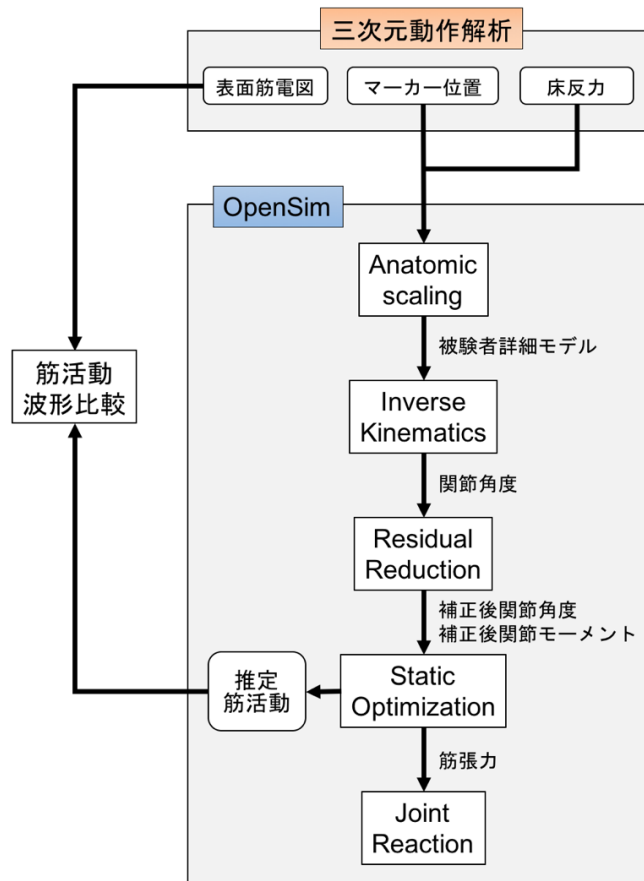 三次元動作解析
表面筋電図
マーカー位置
床反力
OpenSim
Anatomic
scaling
被験者詳細モデル
筋活動
波形比較
Inverse
Kinematics
関節角度
Residual
Reduction
補正後関節角度
補正後関節モーメント
推定
筋活動
Static
Optimization
筋張力
Joint
Reaction